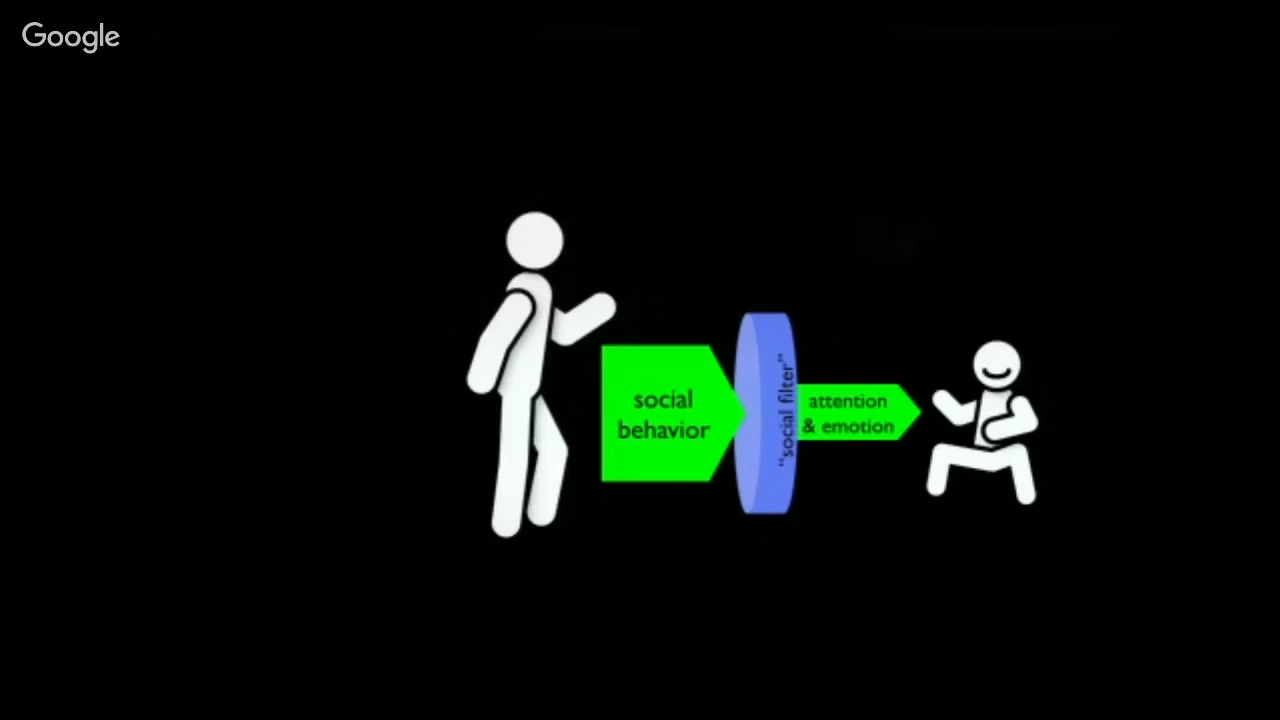 Google
social
behavior
"social filter"
attention
& emotion